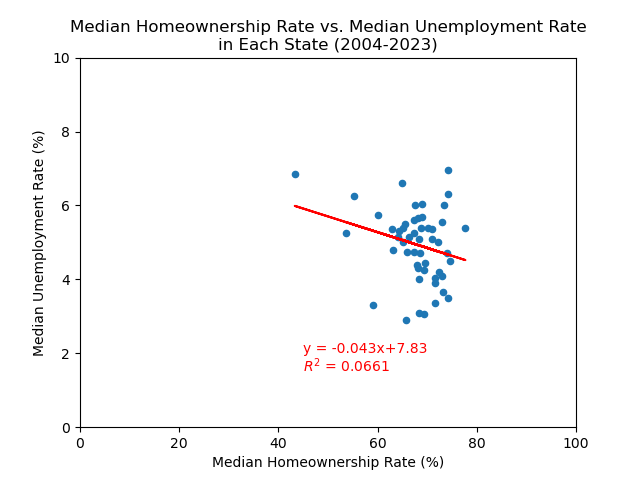 Median Homeownership Rate vs. Median Unemployment Rate
in Each State (2004-2023)
10
8
6
4
2
0
Median Unemployment Rate (%)
y = -0.043x+7.83
R² = 0.0661
0 20 40 60 80 100
Median Homeownership Rate (%)